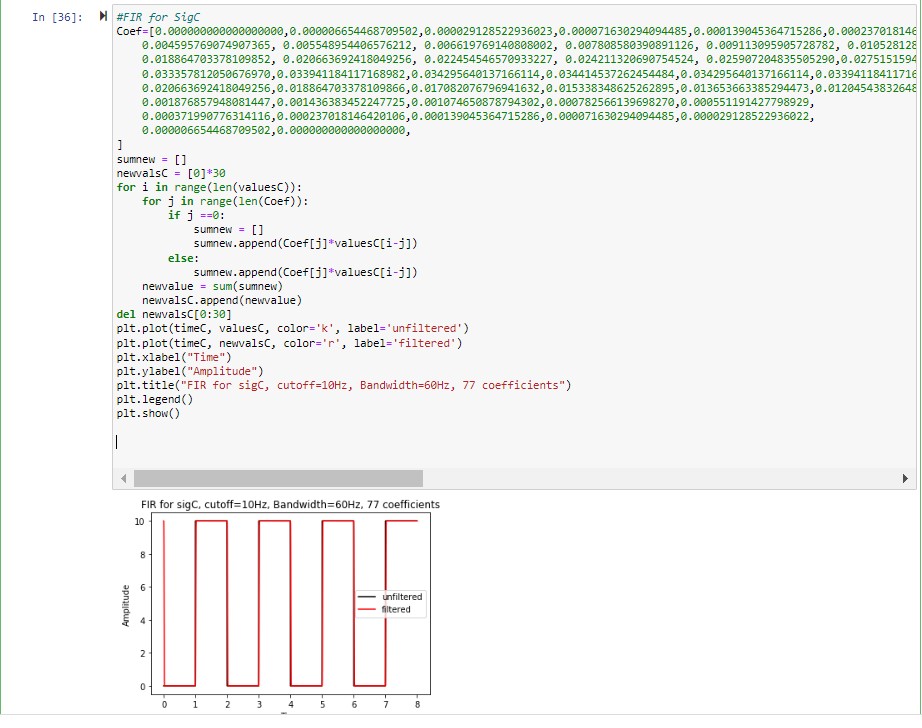 In [36]:
#FIR for SigC
Coef=[0.000000000000000000,0.000006654468709502,0.000029128522936023,0.000071630294094485,0.000139045364715286,0.00023701814
0.004595769074907365, 0.005548954406576212, 0.006619769140808002, 0.007808580390891126, 0.009113095905728782, 0.010528128
0.018864703378109852, 0.020663692418049256, 0.022454546570933227, 0.024211320690754524, 0.025907204835505290,0.0275151594
0.033357812050676970,0.033941184117168982,0.034295640137166114,0.034414537262454484,0.034295640137166114,0.03394118411716
0.020663692418049256,0.018864703378109866,0.017082076796941632,0.015338348625262895,0.013653663385294473,0.01204543832648
0.001876857948081447,0.001436383452247725,0.001074650878794302,0.000782566139698270,0.000551191427798929,
0.000371990776314116,0.000237018146420106,0.000139045364715286,0.000071630294094485,0.000029128522936022,
0.000006654468709502,0.000000000000000000,
]
sumnew = []
newvalsC = [0]*30
for i in range(len(valuesC)):
for j in range(len(Coef)):
if j ==0:
sumnew = []
sumnew.append(Coef[j]*valuesC[i-j])
else:
sumnew.append(Coef[j]*valuesC[i-j])
newvalue = sum(sumnew)
newvalsC.append(newvalue)
del newvalsC[0:30]
plt.plot(timeC, valuesC, color='k', label='unfiltered')
plt.plot(timeC, newvalsC, color='r', label='filtered')
plt.xlabel("Time")
plt.ylabel("Amplitude")
plt.title("FIR for sigC, cutoff=10Hz, Bandwidth=60Hz, 77 coefficients")
plt.legend()
plt.show()
FIR for sigC, cutoff=10Hz, Bandwidth=60Hz, 77 coefficients
10
8
6
4
2
0
Amplitude
unfiltered
filtered
0 1 2 3 4 5 6 7 8